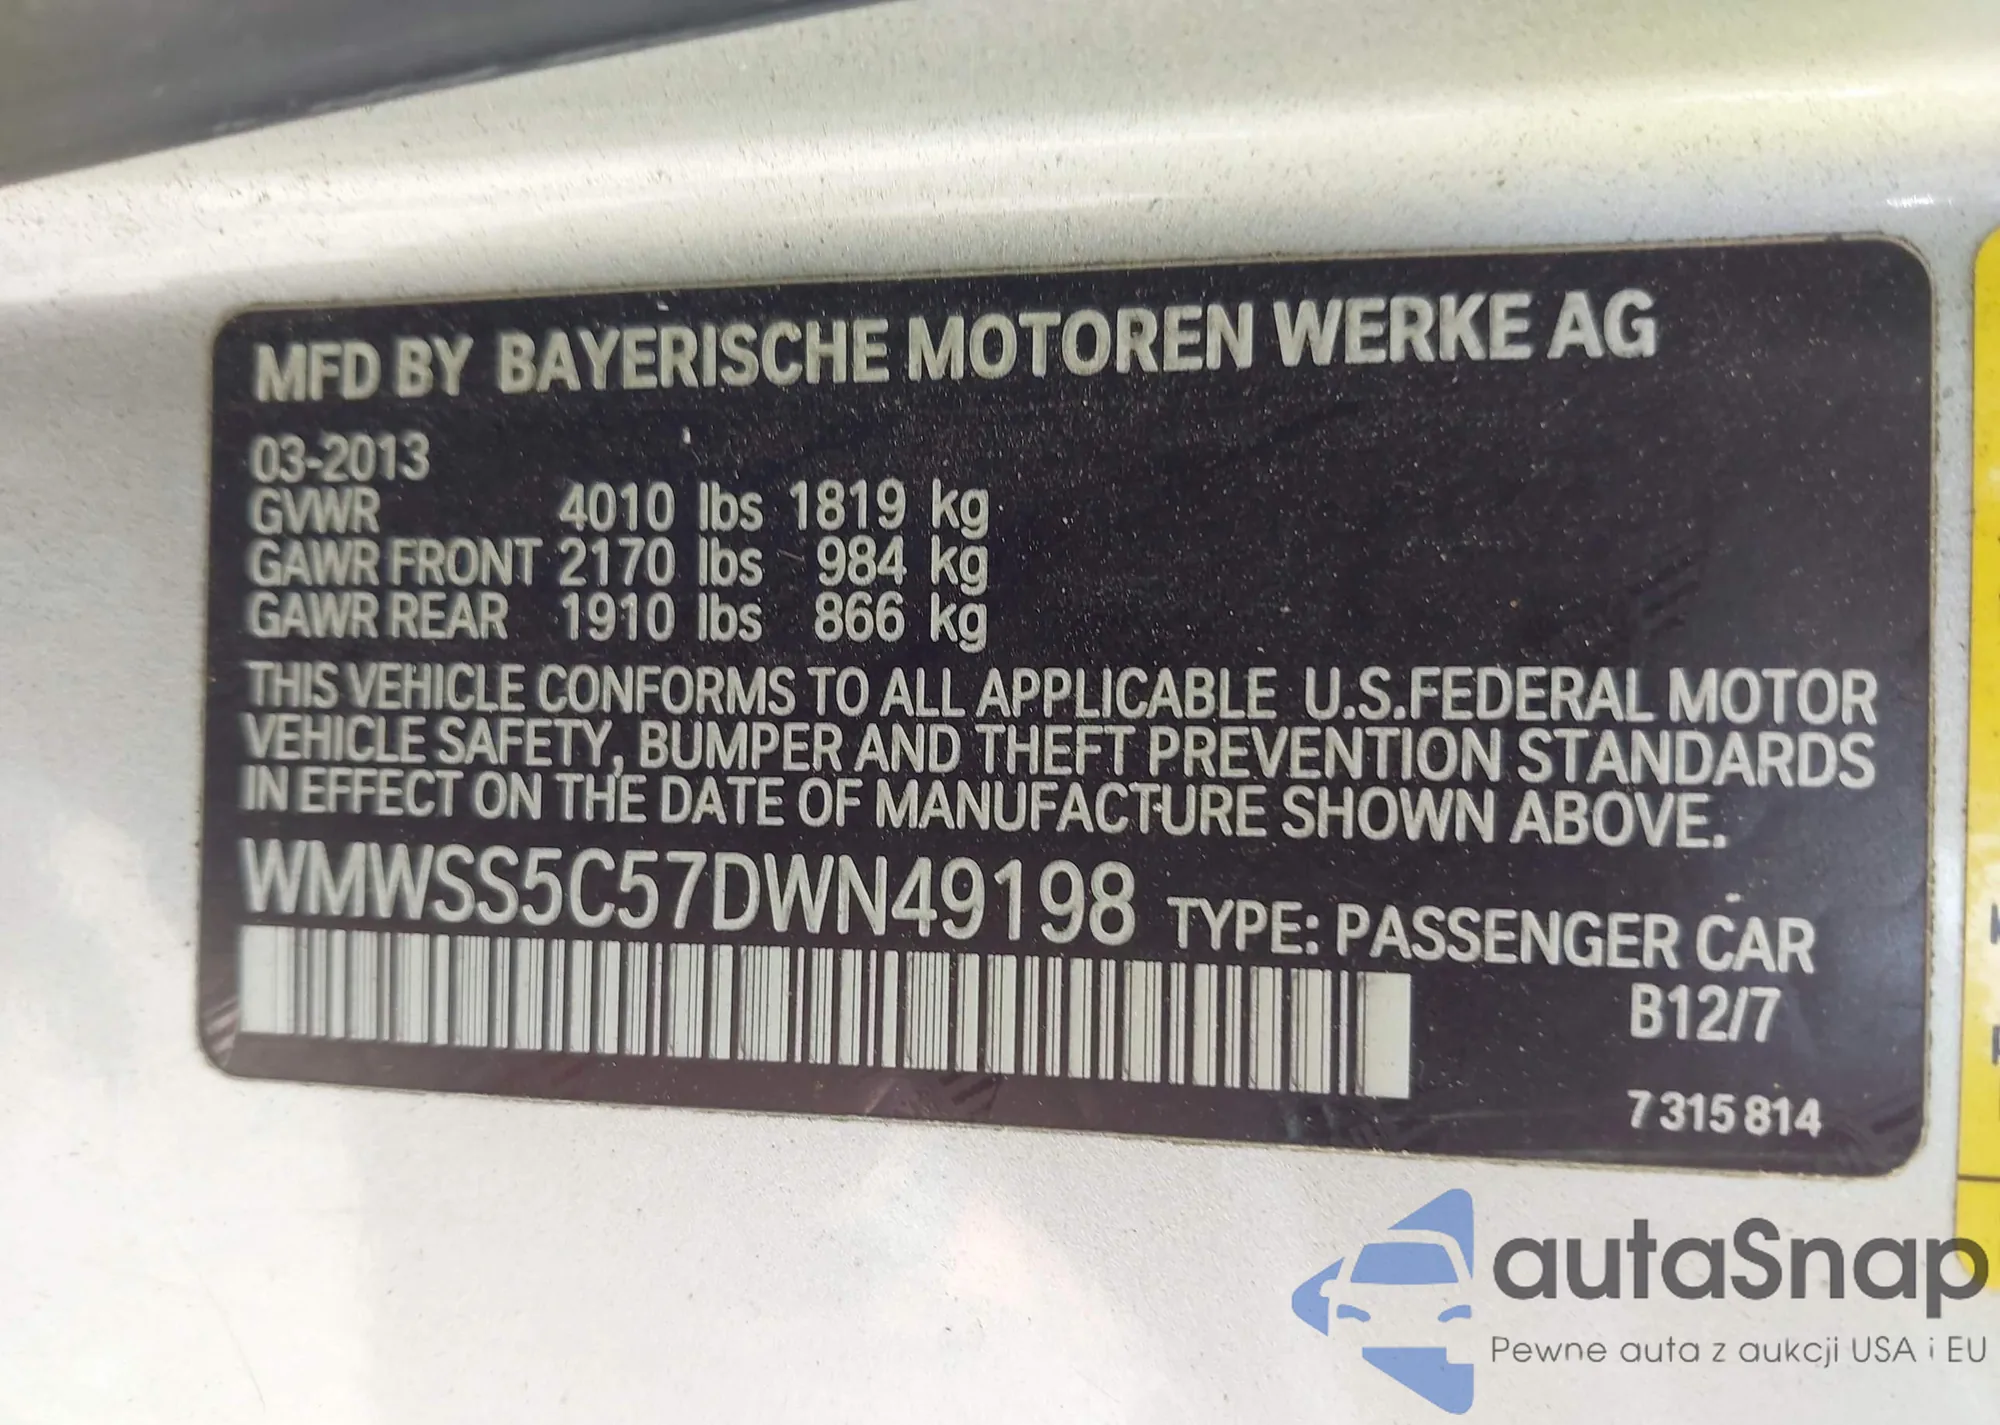 MFD BY BAYERISCHE MOTOREN WERKE AG
03-2013
GVWR 4010 lbs 1819 kg
GAWR FRONT 2170 lbs 984 kg
GAWR REAR 1910 lbs 866 kg
THIS VEHICLE CONFORMS TO ALL APPLICABLE U.S.FEDERAL MOTOR
VEHICLE SAFETY, BUMPER AND THEFT PREVENTION STANDARDS
IN EFFECT ON THE DATE OF MANUFACTURE SHOWN ABOVE.
WMWSS5C57DWN49198 TYPE: PASSENGER CAR
B12/7
7 315 814
autaSnap
Pewne auta z aukcji USA i EU